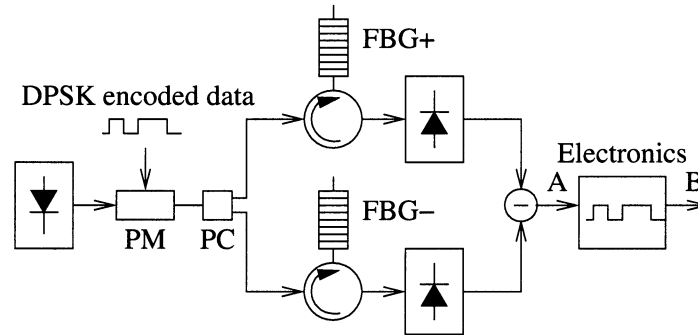 FBG+
DPSK encoded data
Electronics
A
B
FBG−
PM
PC
−